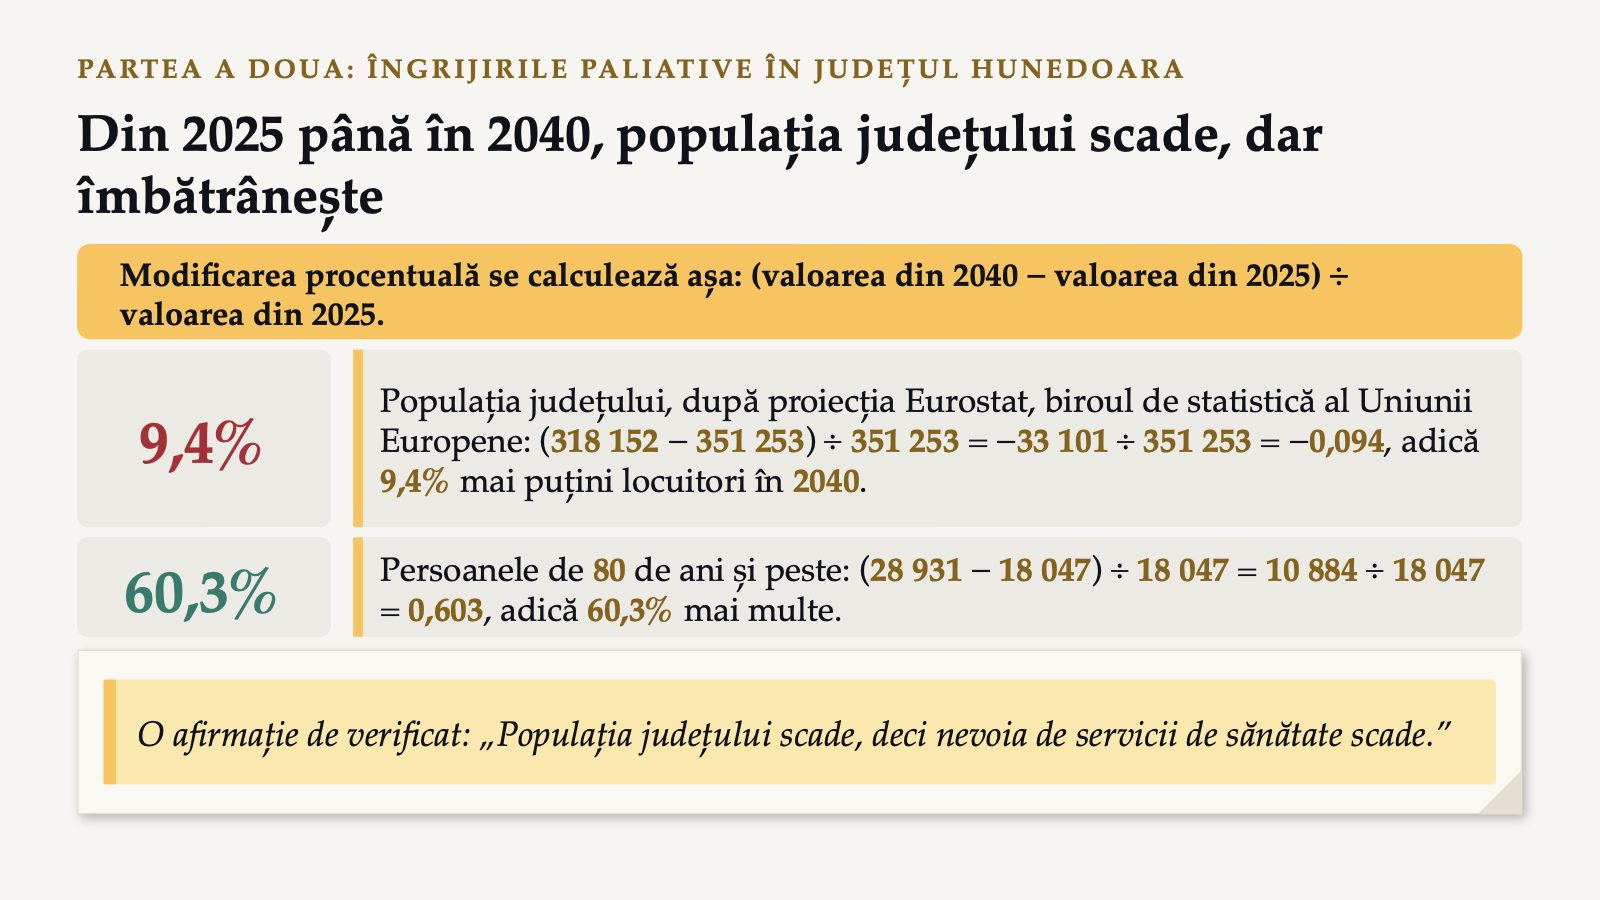 PARTEA A DOUA: ÎNGRIJIRILE PALIATIVE ÎN JUDEȚUL HUNEDOARA
Din 2025 până în 2040, populația județului scade, dar
îmbătrânește
Modificarea procentuală se calculează așa: (valoarea din 2040 − valoarea din 2025) ÷
valoarea din 2025.
9,4%
Populația județului, după proiecția Eurostat, biroul de statistică al Uniunii
Europene: (318 152 − 351 253) ÷ 351 253 = −33 101 ÷ 351 253 = −0,094, adică
9,4% mai puțini locuitori în 2040.
60,3%
Persoanele de 80 de ani și peste: (28 931 − 18 047) ÷ 18 047 = 10 884 ÷ 18 047
= 0,603, adică 60,3% mai multe.
O afirmație de verificat: „Populația județului scade, deci nevoia de servicii de sănătate scade.”